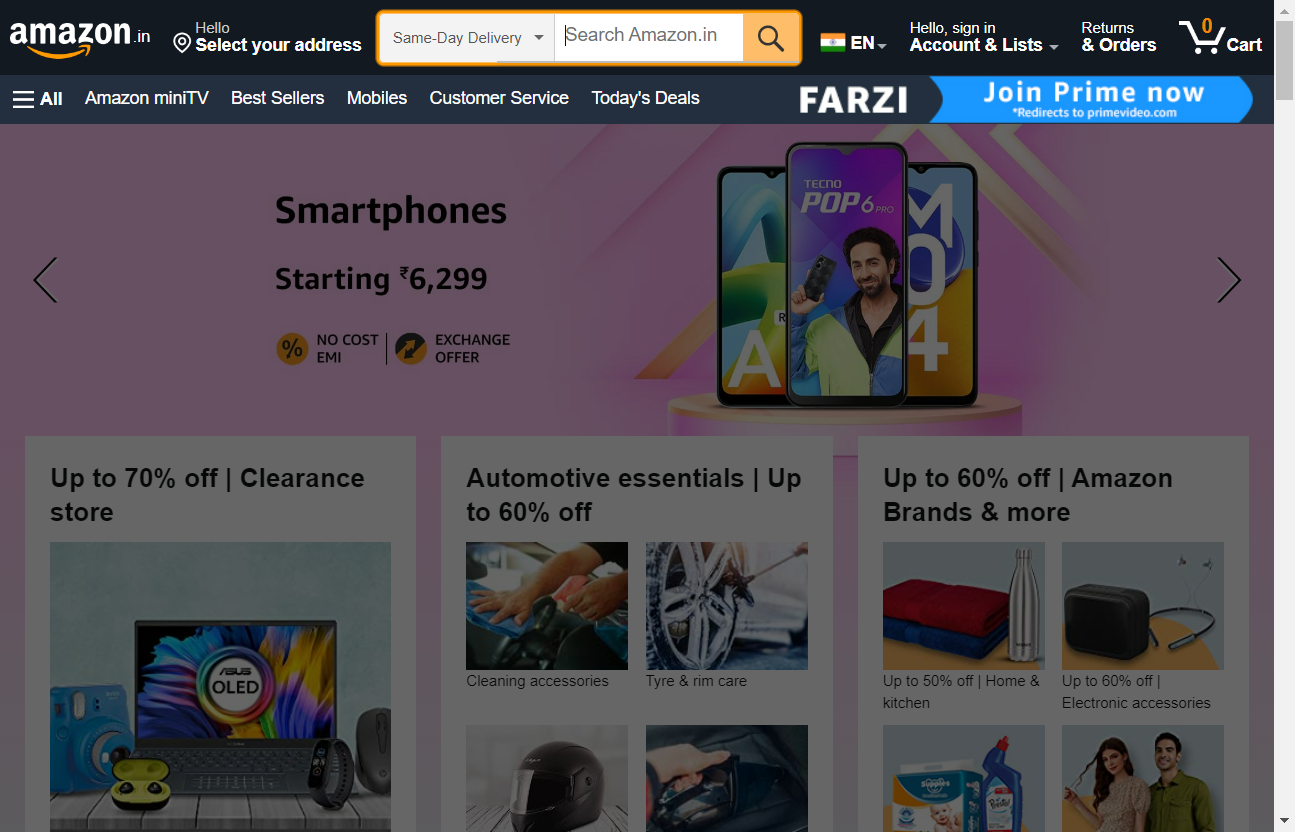 amazon.in
Hello
Select your address
Same-Day Delivery
Search Amazon.in
EN
Hello, sign in
Account & Lists
Returns
& Orders
0
Cart
All
Amazon miniTV
Best Sellers
Mobiles
Customer Service
Today's Deals
FARZI
Join Prime now
*Redirects to primevideo.com
Smartphones
Starting ₹6,299
NO COST
EMI
EXCHANGE
OFFER
TECNO
POP 6 PRO
R
A
M
0
4
Up to 70% off | Clearance
store
ASUS
OLED
Automotive essentials | Up
to 60% off
Cleaning accessories
Tyre & rim care
Up to 60% off | Amazon
Brands & more
Up to 50% off | Home &
kitchen
Up to 60% off |
Electronic accessories
Presto!